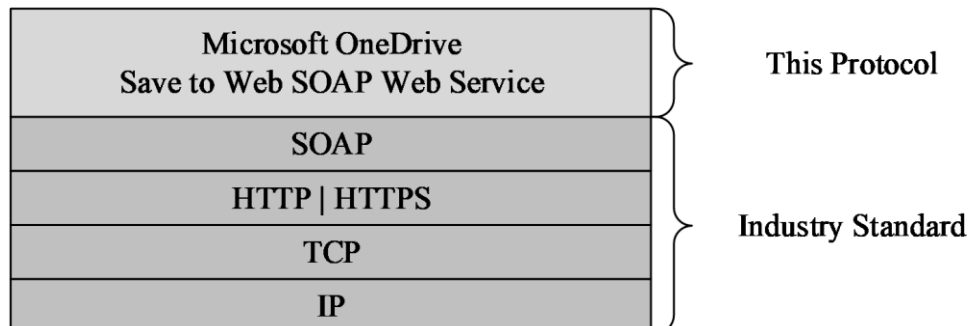 Microsoft OneDrive
Save to Web SOAP Web Service
This Protocol
SOAP
HTTP | HTTPS
TCP
IP
Industry Standard